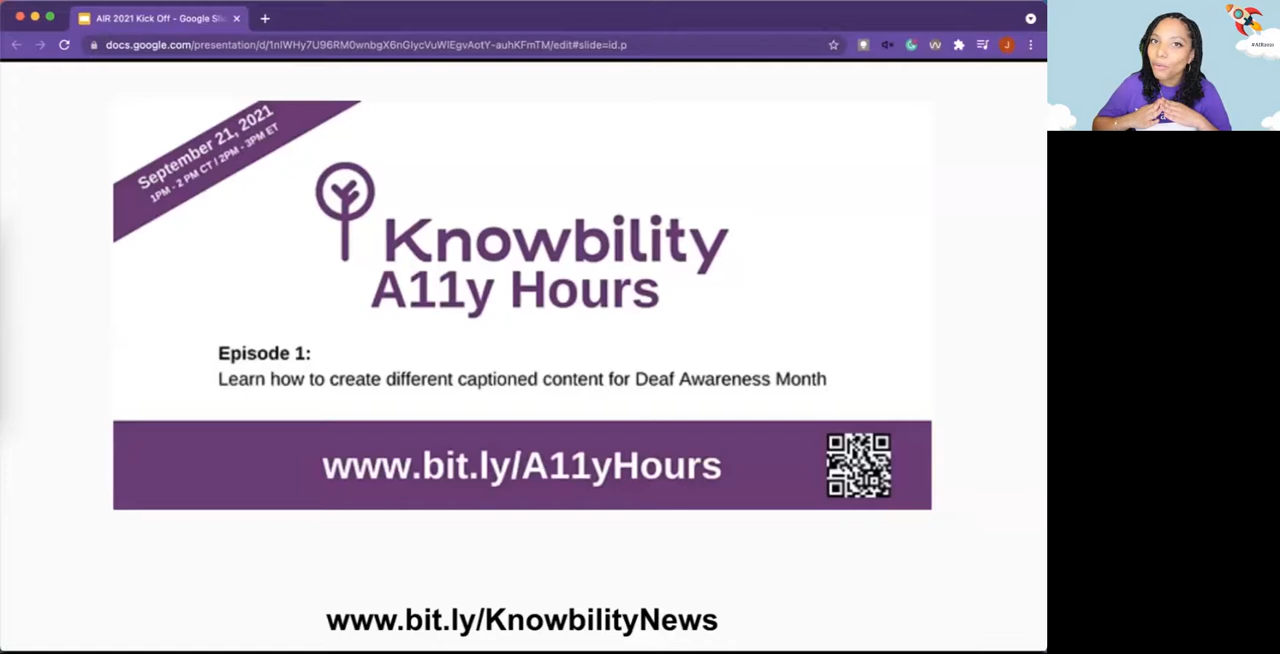 AIR 2021 Kick Off - Google Sli
docs.google.com/presentation/d/1nIWHy7U96RM0wnbgX6nGIycVuWlEgvAotY-auhKFmTM/edit#slide=id.p
J
#AIRerac
September 21, 2021
1PM - 2 PM CT / 2PM - 3PM ET
Knowbility
A11y Hours
Episode 1:
Learn how to create different captioned content for Deaf Awareness Month
www.bit.ly/A11yHours
www.bit.ly/KnowbilityNews